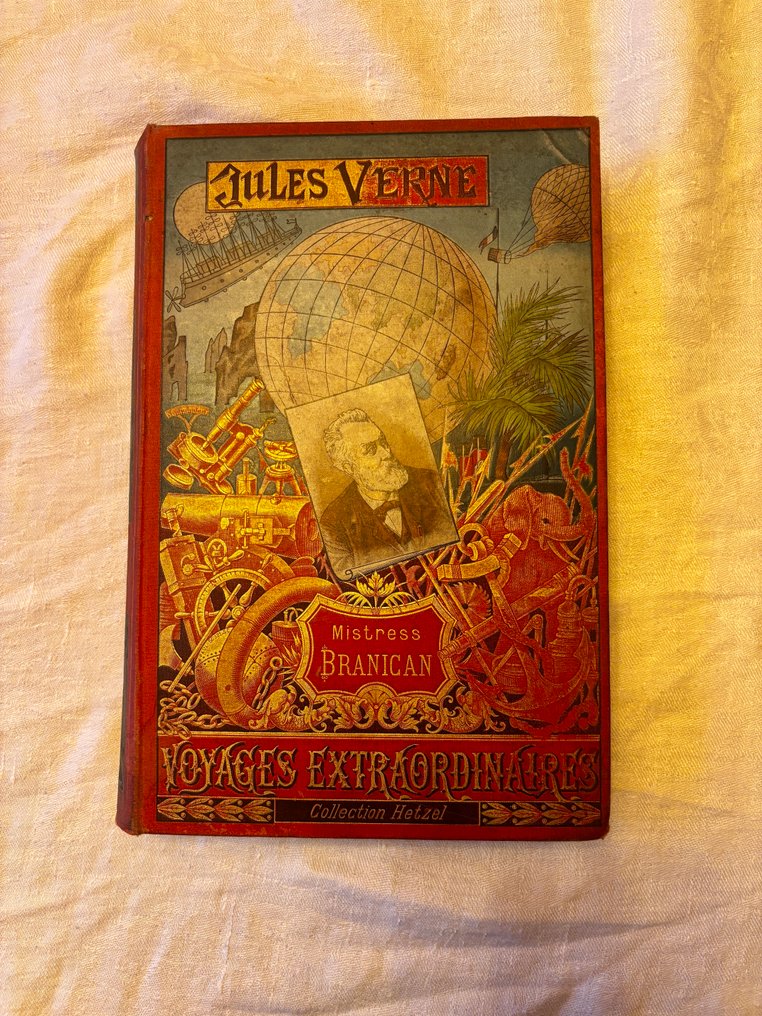 JULES VERNE
Mistress
BRANICAN
VOYAGES EXTRAORDINAIRES
Collection Hetzel